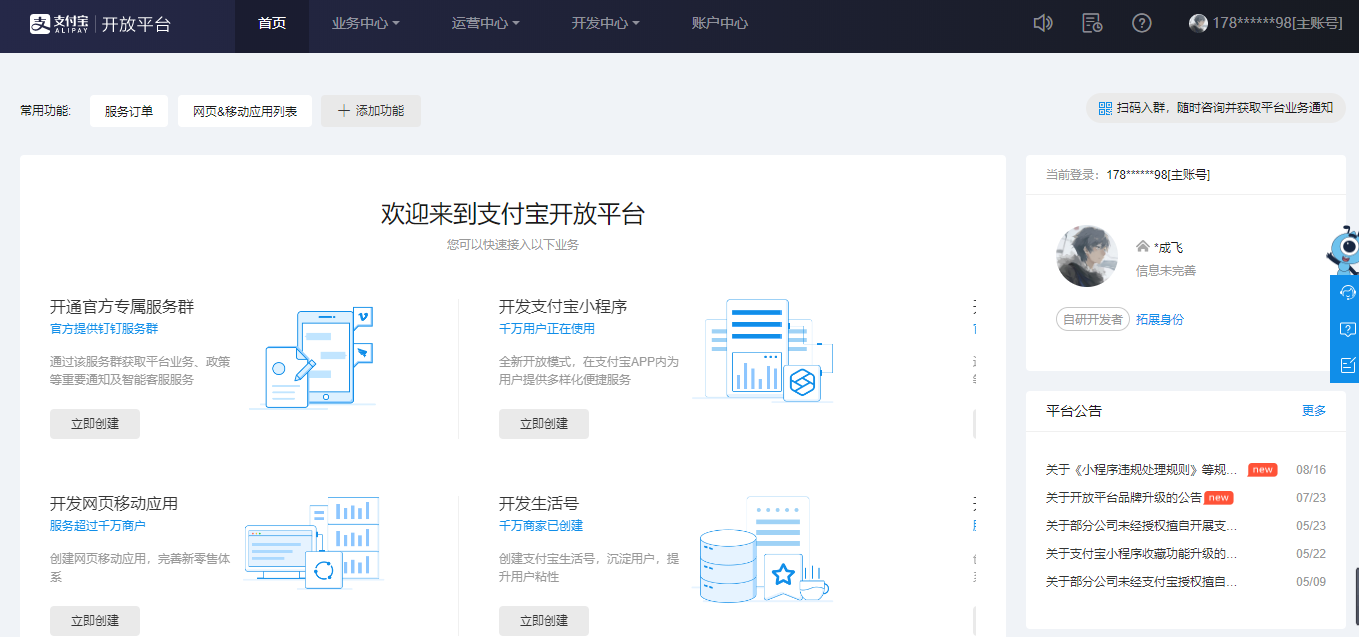 支付宝 ALIPAY 开放平台 首页 业务中心 运营中心 开发中心 账户中心 178******98[主账号]
常用功能: 服务订单 网页&移动应用列表 添加功能 扫码入群，随时咨询并获取平台业务通知
欢迎来到支付宝开放平台
您可以快速接入以下业务
开通官方专属服务群
官方提供钉钉服务群
通过该服务群获取平台业务、政策
等重要通知及智能客服服务
立即创建
开发支付宝小程序
千万用户正在使用
全新开放模式，在支付宝APP内为
用户提供多样化便捷服务
立即创建
开发网页移动应用
服务超过千万商户
创建网页移动应用，完善新零售体
系
立即创建
开发生活号
千万商家已创建
创建支付宝生活号，沉淀用户，提
升用户粘性
立即创建
当前登录： 178******98[主账号]
*成飞
信息未完善
自研开发者 拓展身份
平台公告 更多
关于《小程序违规处理规则》等规... new 08/16
关于开放平台品牌升级的公告 new 07/23
关于部分公司未经授权擅自开展支... 05/23
关于支付宝小程序收藏功能升级的... 05/22
关于部分公司未经支付宝授权擅自... 05/09